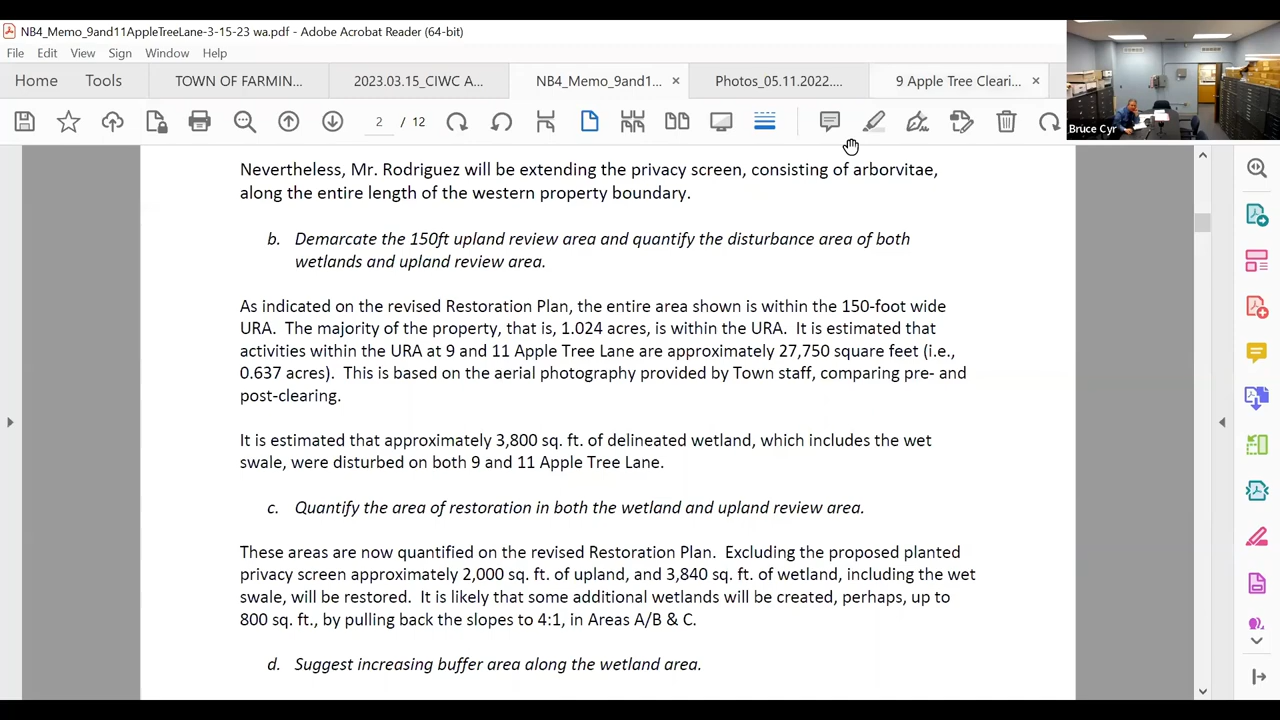 NB4_Memo_9and11AppleTreeLane-3-15-23 wa.pdf - Adobe Acrobat Reader (64-bit)
File Edit View Sign Window Help
Home Tools TOWN OF FARMIN... 2023.03.15_CIWC A... NB4_Memo_9and1... × Photos_05.11.2022.... 9 Apple Tree Cleari... ×
2 / 12
Bruce Cyr
Nevertheless, Mr. Rodriguez will be extending the privacy screen, consisting of arborvitae,
along the entire length of the western property boundary.
b. Demarcate the 150ft upland review area and quantify the disturbance area of both
wetlands and upland review area.
As indicated on the revised Restoration Plan, the entire area shown is within the 150-foot wide
URA. The majority of the property, that is, 1.024 acres, is within the URA. It is estimated that
activities within the URA at 9 and 11 Apple Tree Lane are approximately 27,750 square feet (i.e.,
0.637 acres). This is based on the aerial photography provided by Town staff, comparing pre- and
post-clearing.
It is estimated that approximately 3,800 sq. ft. of delineated wetland, which includes the wet
swale, were disturbed on both 9 and 11 Apple Tree Lane.
c. Quantify the area of restoration in both the wetland and upland review area.
These areas are now quantified on the revised Restoration Plan. Excluding the proposed planted
privacy screen approximately 2,000 sq. ft. of upland, and 3,840 sq. ft. of wetland, including the wet
swale, will be restored. It is likely that some additional wetlands will be created, perhaps, up to
800 sq. ft., by pulling back the slopes to 4:1, in Areas A/B & C.
d. Suggest increasing buffer area along the wetland area.